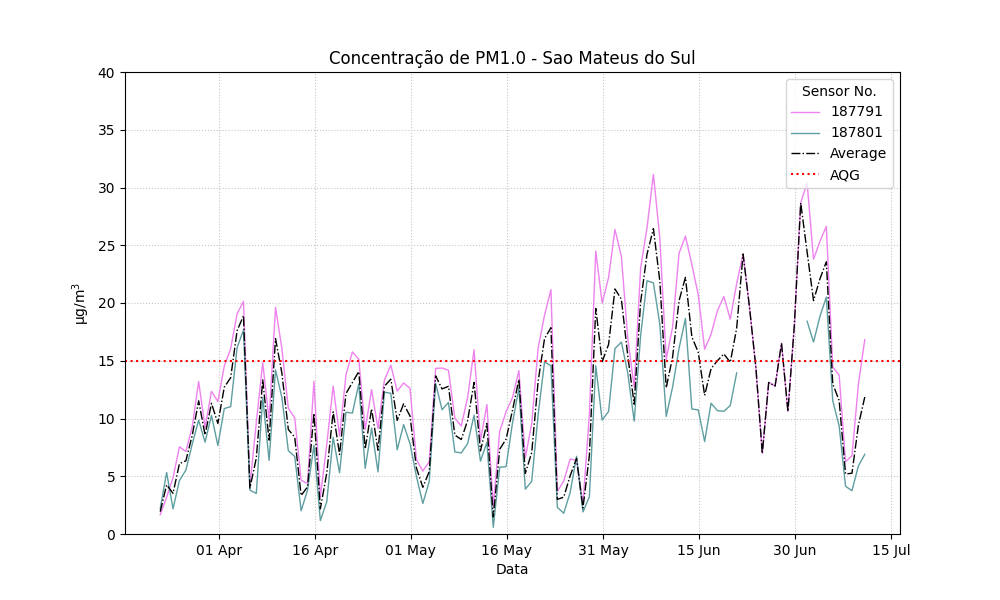 Concentração de PM1.0 - Sao Mateus do Sul
40
35
30
25
20
15
10
5
0
µg/m³
Sensor No.
187791
187801
Average
AQG
01 Apr
16 Apr
01 May
16 May
31 May
15 Jun
30 Jun
15 Jul
Data